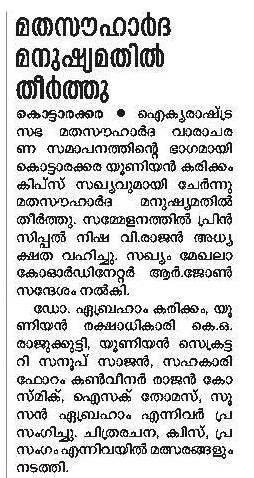 മതസൗഹാർദ
മനുഷ്യമതിൽ
തീർത്തു
കൊട്ടാരക്കര ● ഐക്യരാഷ്ട്ര
സഭ മതസൗഹാർദ വാരാചര
ണ സമാപനത്തിന്റെ ഭാഗമായി
കൊട്ടാരക്കര യൂണിയൻ കരിക്കം
കിപ്സ് സഖ്യവുമായി ചേർന്നു
മതസൗഹാർദ മനുഷ്യമതിൽ
തീർത്തു. സമ്മേളനത്തിൽ പ്രിൻ
സിപ്പൽ നിഷ വി.രാജൻ അധ്യ
ക്ഷത വഹിച്ചു. സഖ്യം മേഖലാ
കോഓർഡിനേറ്റർ ആർ.ജോൺ
സന്ദേശം നൽകി.
ഡോ. ഏബ്രഹാം കരിക്കം, യൂ
ണിയൻ രക്ഷാധികാരി കെ.ഒ.
രാജുക്കുട്ടി, യൂണിയൻ സെക്രട്ട
റി സനൂപ് സാജൻ, സഹകാരി
ഫോറം കൺവീനർ രാജൻ കോ
സ്മിക്, ഐസക് തോമസ്, സൂ
സൻ ഏബ്രഹാം എന്നിവർ പ്ര
സംഗിച്ചു. ചിത്രരചന, ക്വിസ്, പ്ര
സംഗം എന്നിവയിൽ മത്സരങ്ങളും
നടത്തി.